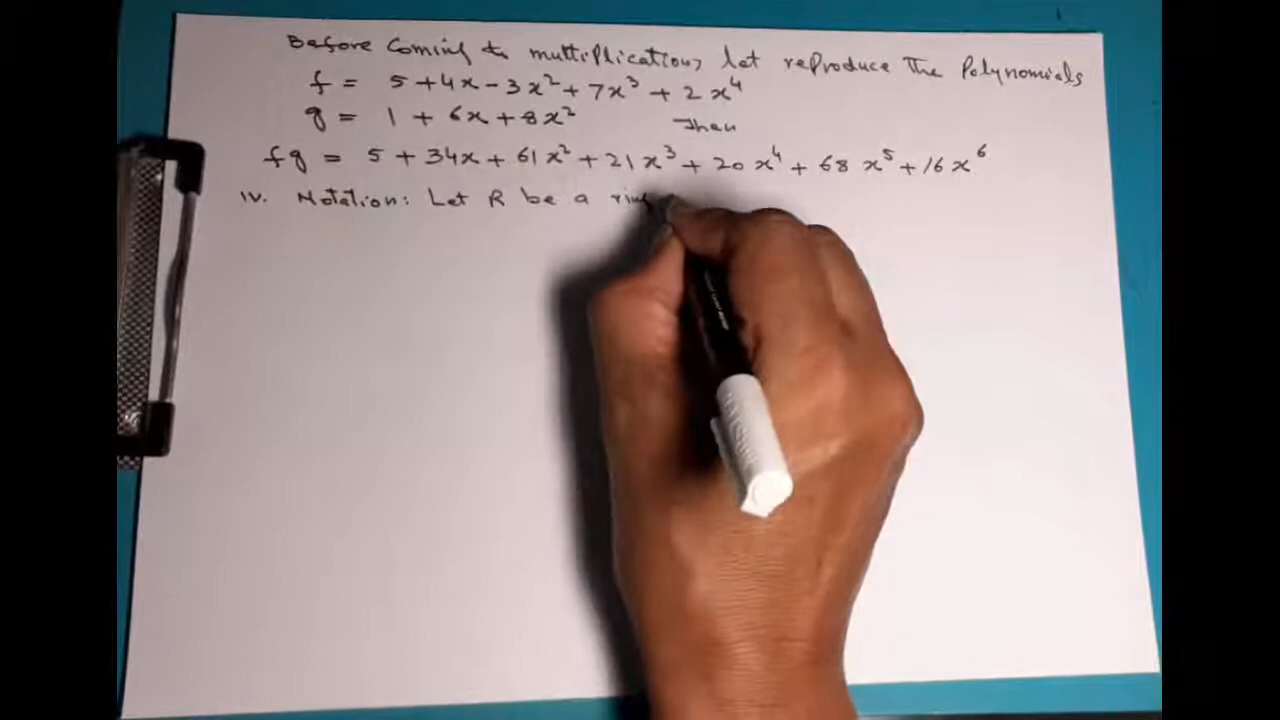 Before Coming to multiplication, let reproduce the Polynomials
f = 5 + 4x - 3x² + 7x³ + 2x⁴
g = 1 + 6x + 8x² Then
fg = 5 + 34x + 61x² + 21x³ + 20x⁴ + 68x⁵ + 16x⁶
iv. Notation: Let R be a ring